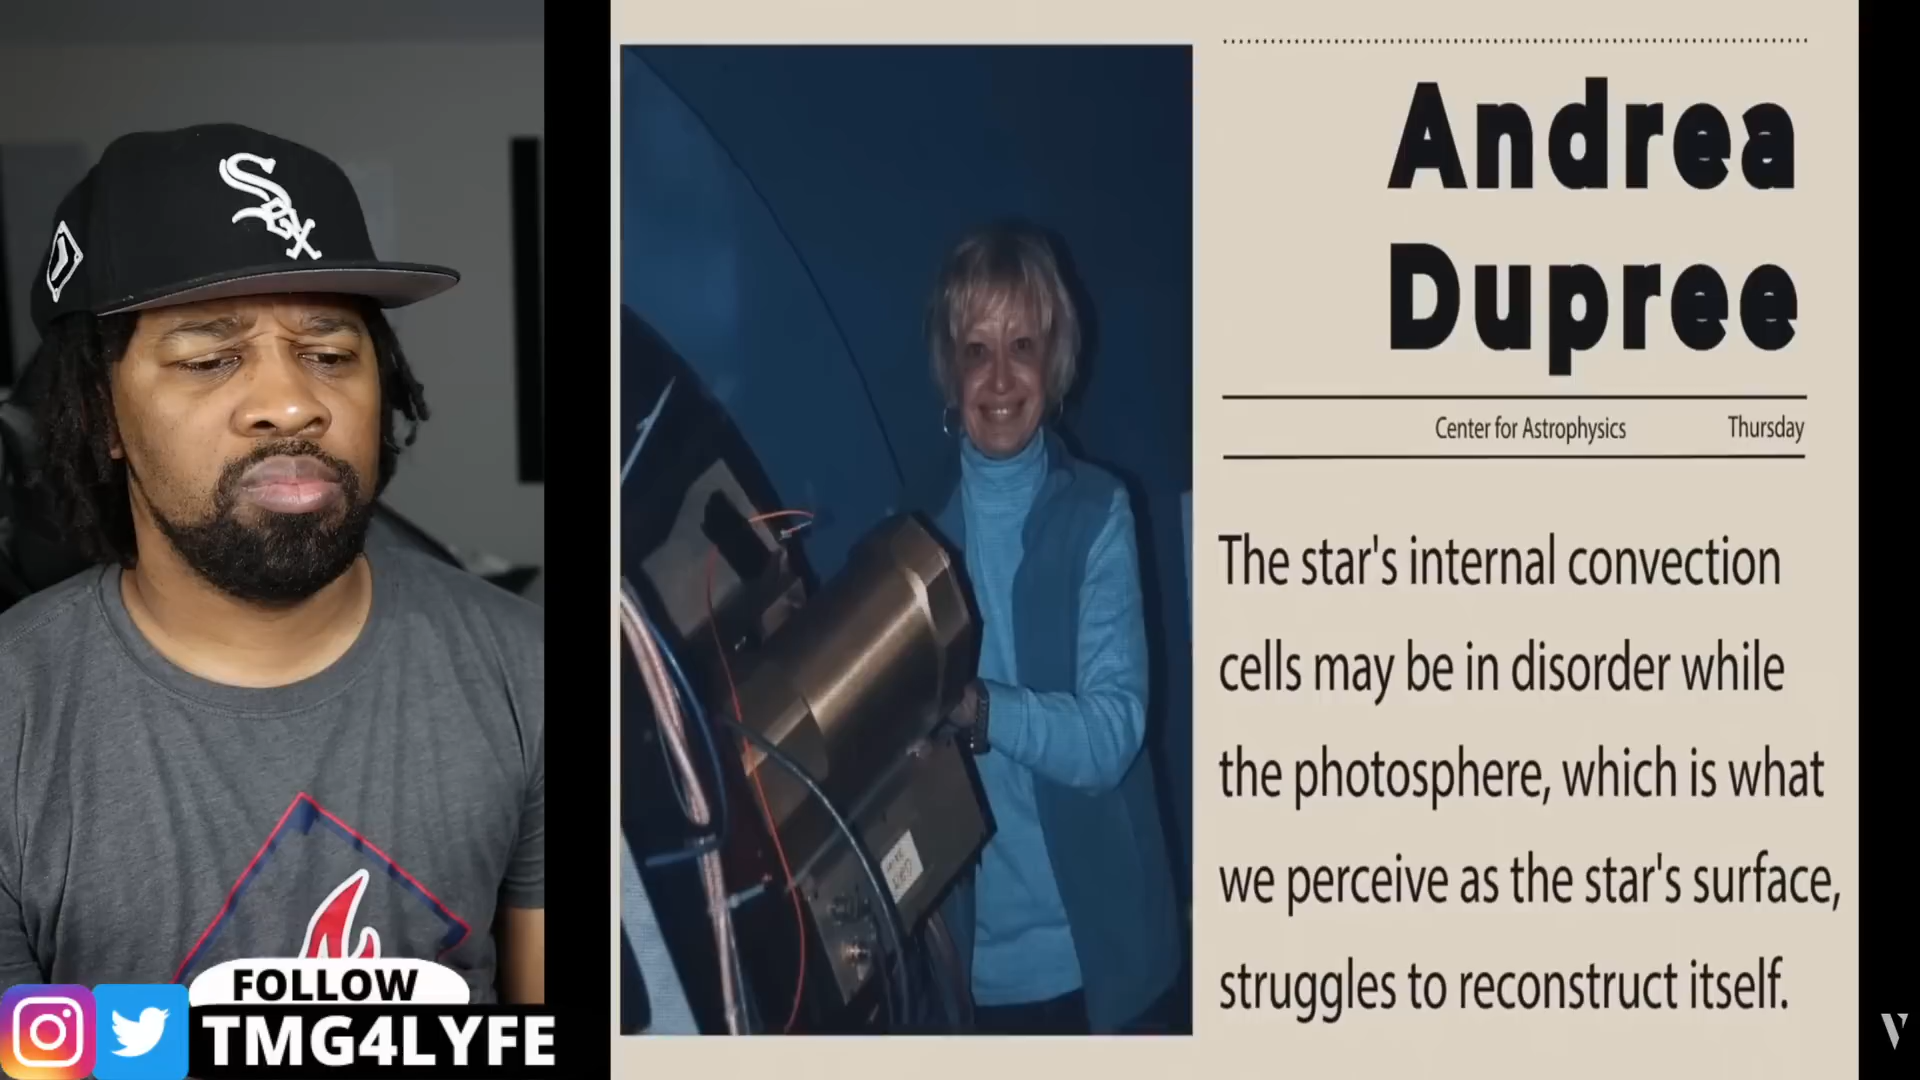 Sox
Andrea
Dupree
Center for Astrophysics Thursday
The star's internal convection
cells may be in disorder while
the photosphere, which is what
we perceive as the star's surface,
struggles to reconstruct itself.
FOLLOW
TMG4LYFE
V